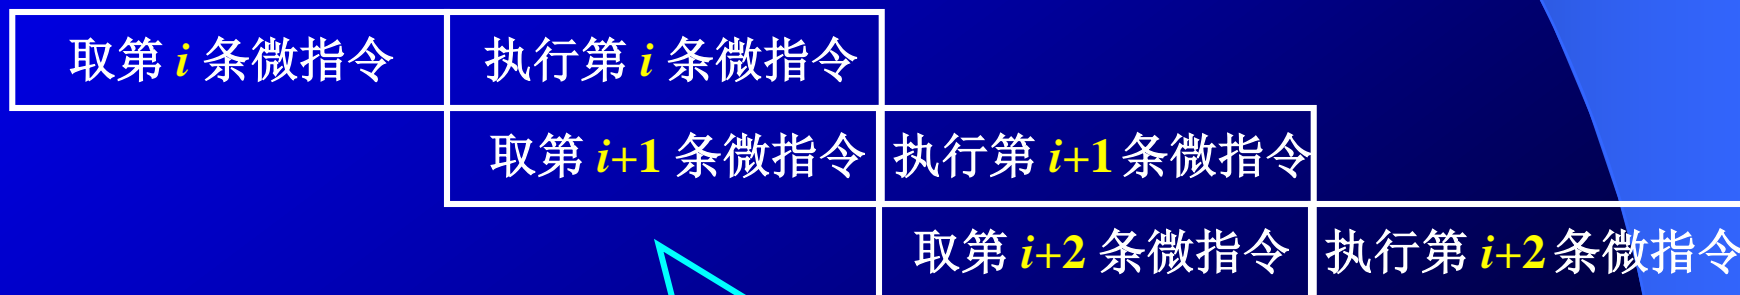 取第 i 条微指令 执行第 i 条微指令
取第 i+1 条微指令 执行第 i+1 条微指令
取第 i+2 条微指令 执行第 i+2 条微指令